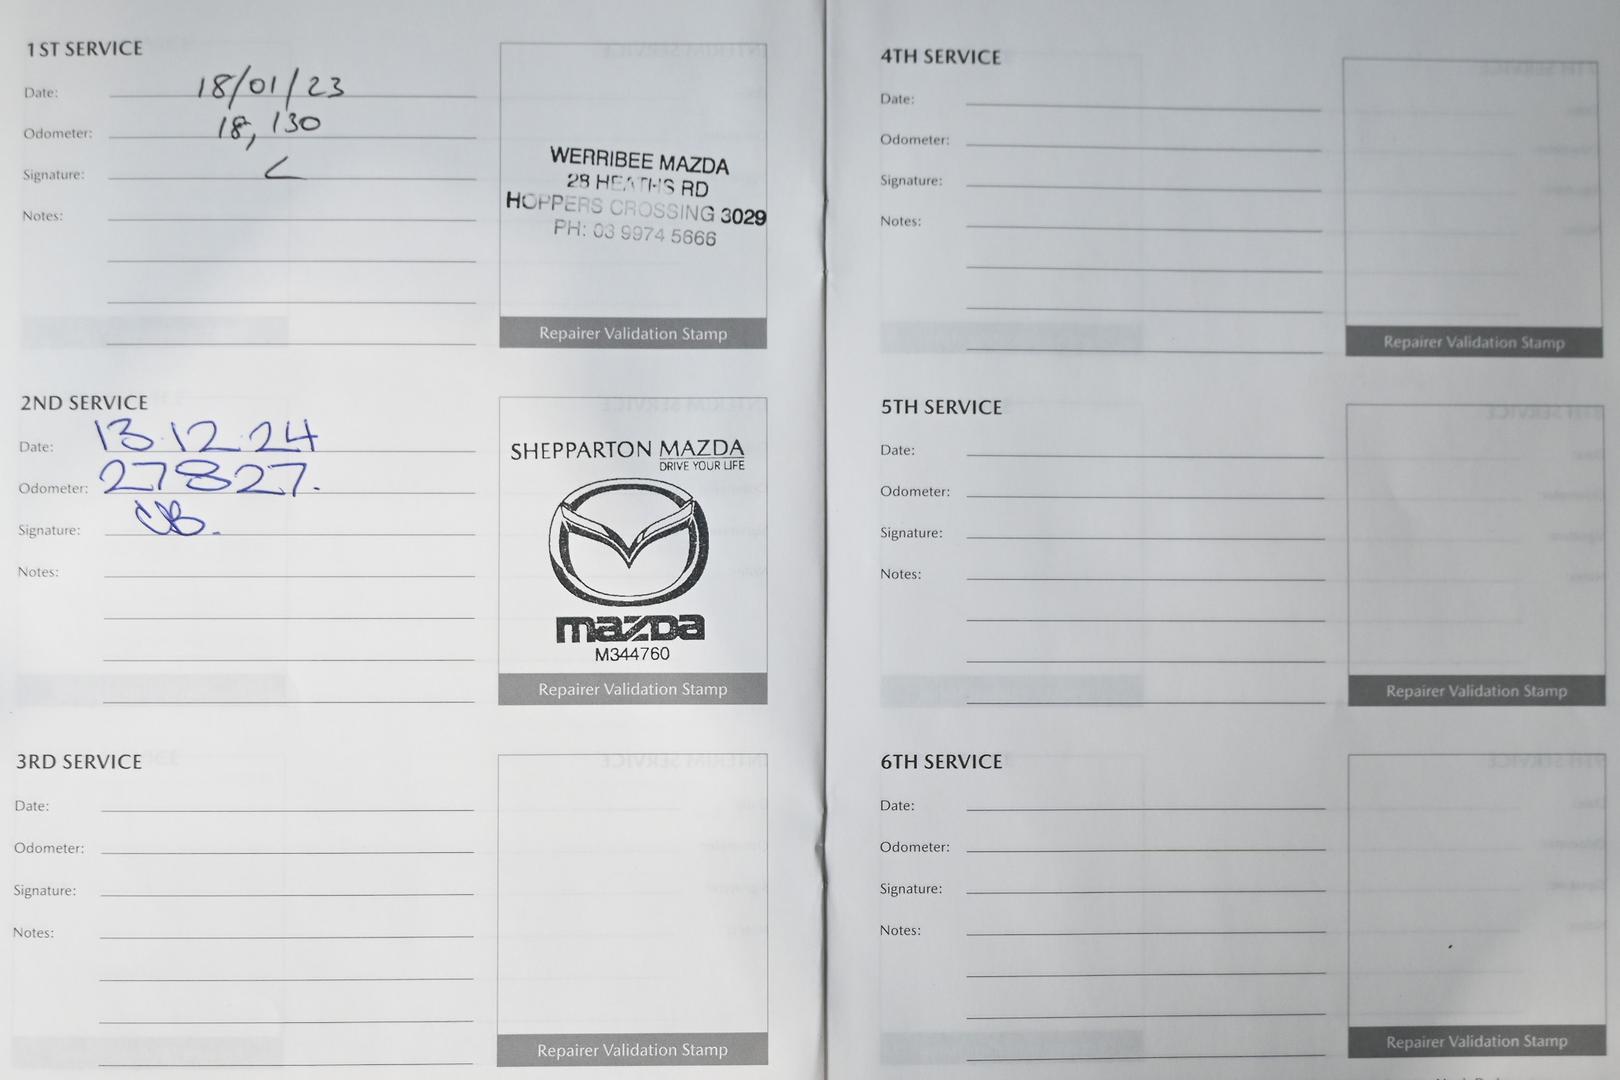 1ST SERVICE
Date: 18/01/23
Odometer: 18,130
Signature:
Notes:
WERRIBEE MAZDA
28 HEATHS RD
HOPPERS CROSSING 3029
PH: 03 9974 5666
Repairer Validation Stamp
2ND SERVICE
Date: 13.12.24
Odometer: 27827.
Signature:
Notes:
SHEPPARTON MAZDA
DRIVE YOUR LIFE
mazda
M344760
Repairer Validation Stamp
3RD SERVICE
Date:
Odometer:
Signature:
Notes:
Repairer Validation Stamp
4TH SERVICE
Date:
Odometer:
Signature:
Notes:
Repairer Validation Stamp
5TH SERVICE
Date:
Odometer:
Signature:
Notes:
Repairer Validation Stamp
6TH SERVICE
Date:
Odometer:
Signature:
Notes:
Repairer Validation Stamp